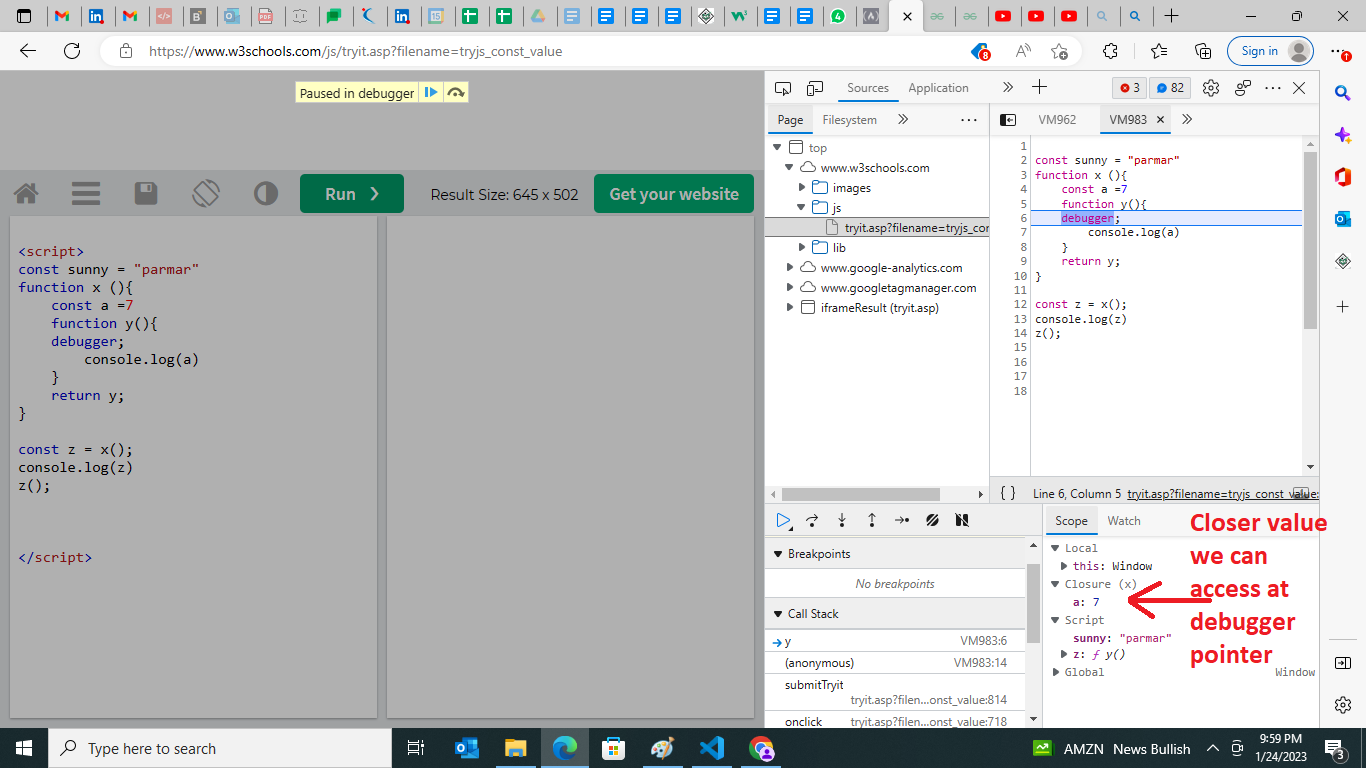 8
https://www.w3schools.com/js/tryit.asp?filename=tryjs_const_value
8
Sign in
Paused in debugger
Run ❯
Result Size: 645 x 502
Get your website
<script>
const sunny = "parmar"
function x (){
const a =7
function y(){
debugger;
console.log(a)
}
return y;
}
const z = x();
console.log(z)
z();
</script>
Sources
Application
3
82
Page
Filesystem
top
www.w3schools.com
images
js
tryit.asp?filename=tryjs_cor
lib
www.google-analytics.com
www.googletagmanager.com
iframeResult (tryit.asp)
VM962
VM983
1
2 const sunny = "parmar"
3 function x (){
4 const a =7
5 function y(){
6 debugger;
7 console.log(a)
8 }
9 return y;
10 }
11
12 const z = x();
13 console.log(z)
14 z();
15
16
17
18
{ } Line 6, Column 5 tryit.asp?filename=tryjs_const_value:
Breakpoints
No breakpoints
Call Stack
y VM983:6
(anonymous) VM983:14
submitTryit
tryit.asp?filen…onst_value:814
onclick tryit.asp?filen…onst_value:718
Scope
Watch
Local
this: Window
Closure (x)
a: 7
Script
sunny: "parmar"
z: ƒ y()
Global Window
Closer value
we can
access at
debugger
pointer
Type here to search
AMZN News Bullish
9:59 PM
1/24/2023
3